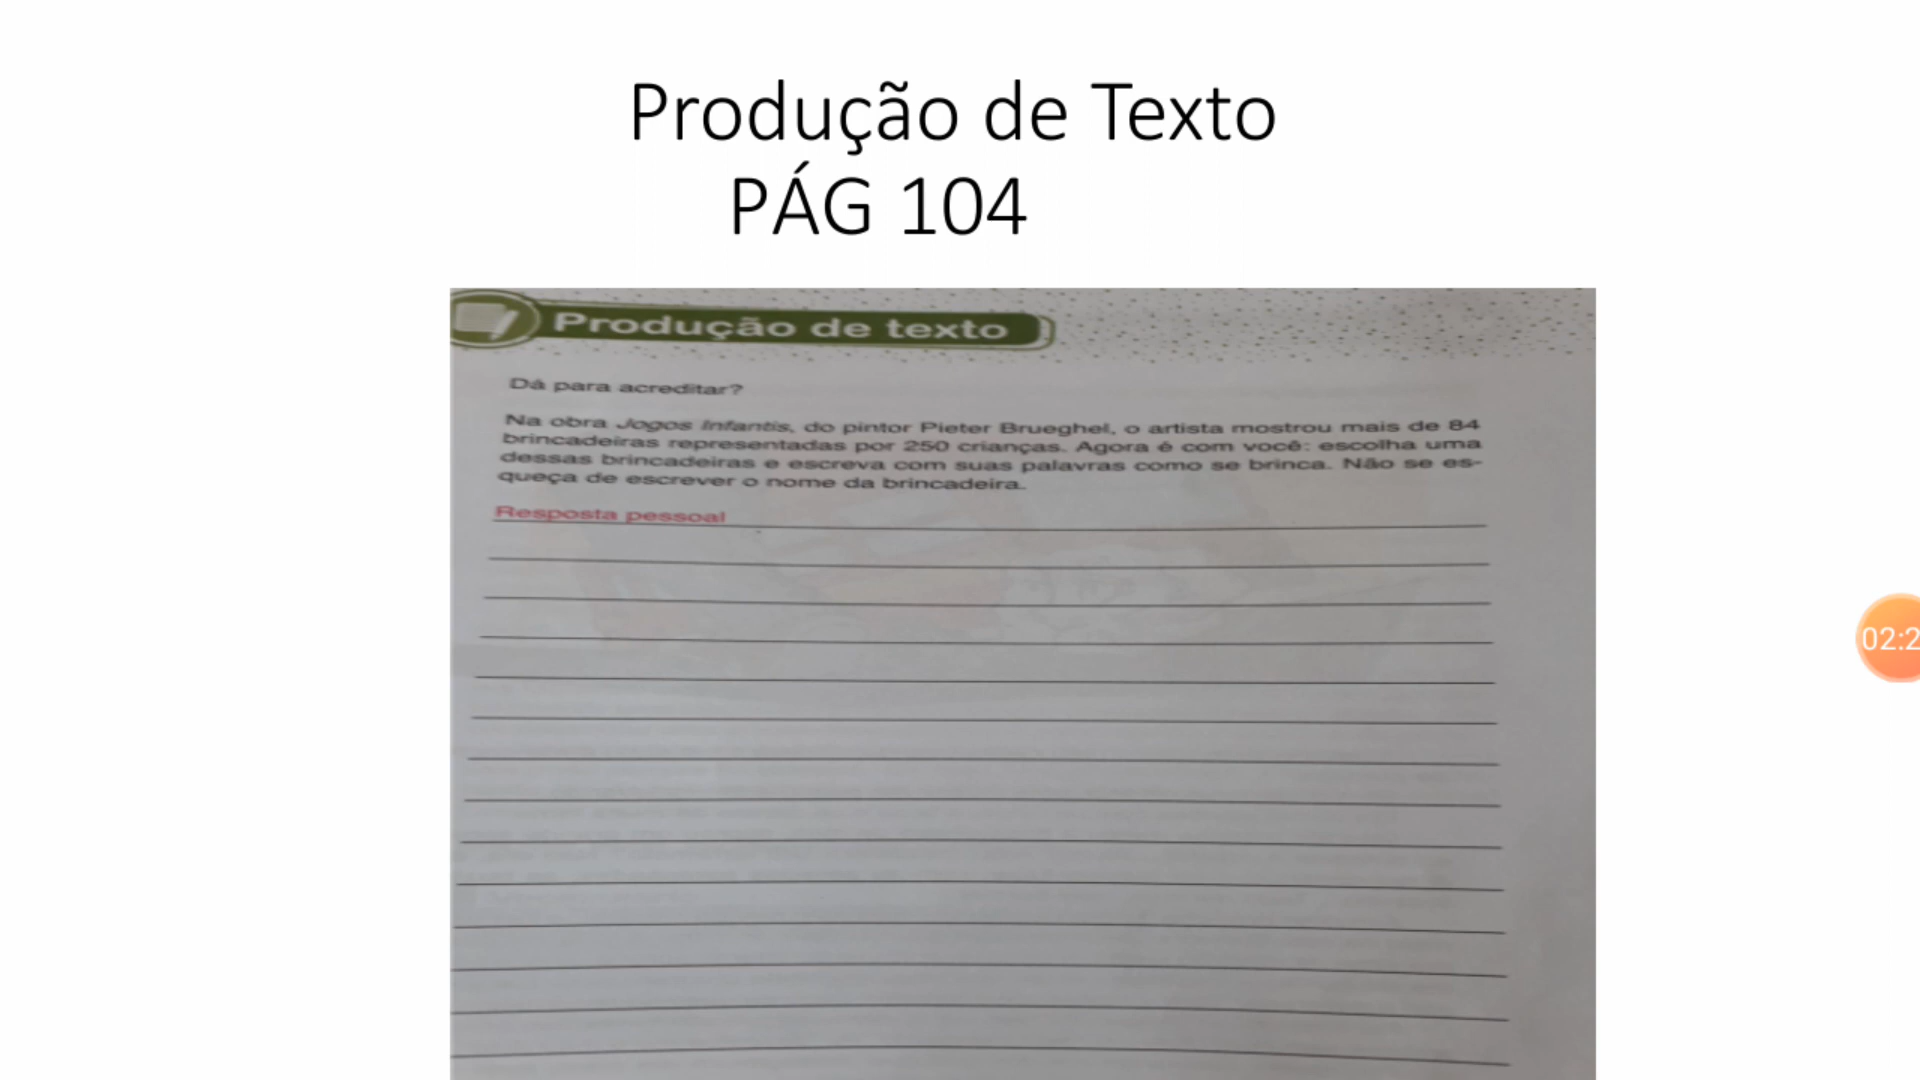 Produção de Texto
PÁG 104
Produção de texto
Dá para acreditar?
Na obra Jogos Infantis, do pintor Pieter Brueghel, o artista mostrou mais de 84
brincadeiras representadas por 250 crianças. Agora é com você: escolha uma
dessas brincadeiras e escreva com suas palavras como se brinca. Não se es-
queça de escrever o nome da brincadeira.
Resposta pessoal
02:2